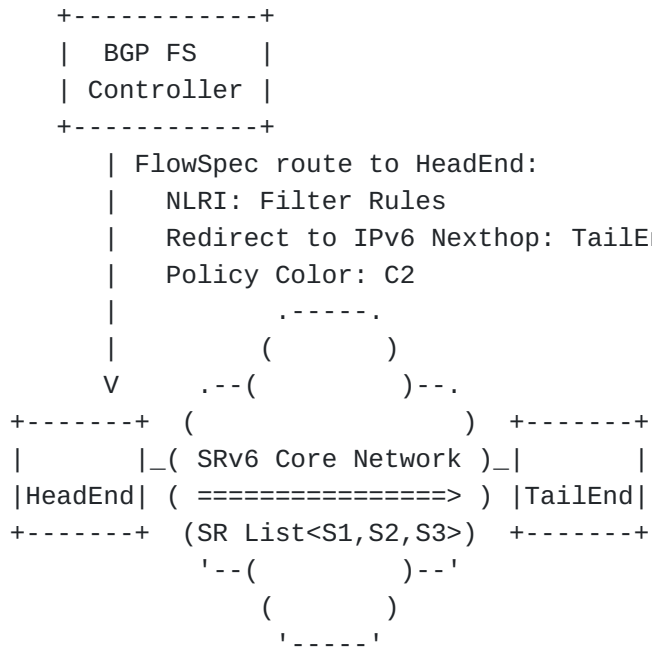 BGP FS
Controller
FlowSpec route to HeadEnd:
NLRI: Filter Rules
Redirect to IPv6 Nexthop:
Policy Color: C2
SRv6 Core Network
HeadEnd
TailEnd
(SR List<S1,S2,S3>)